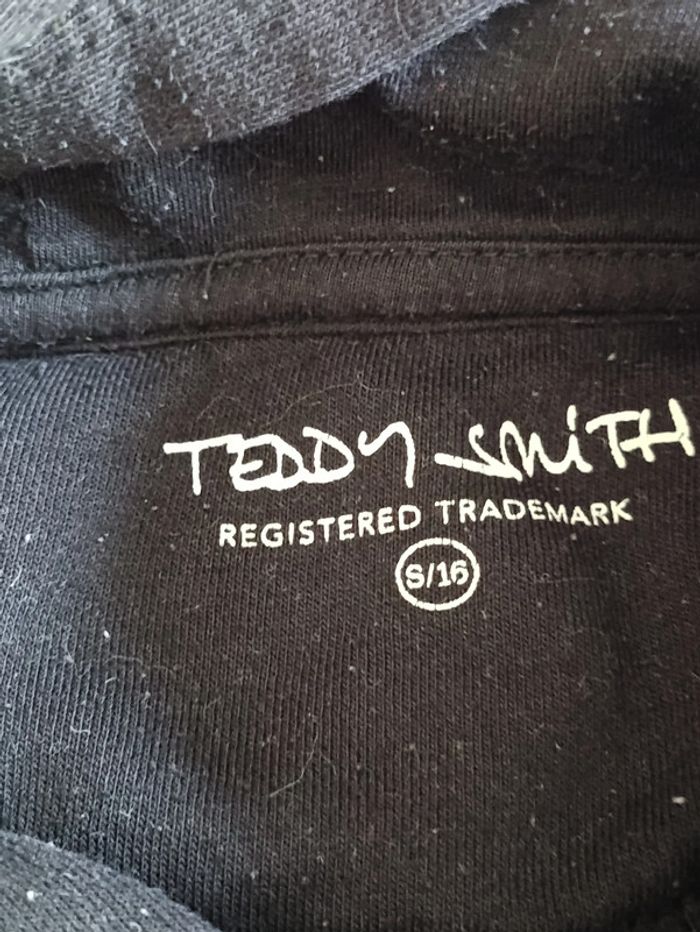 TEDDY SMiTH
REGISTERED TRADEMARK
S/16